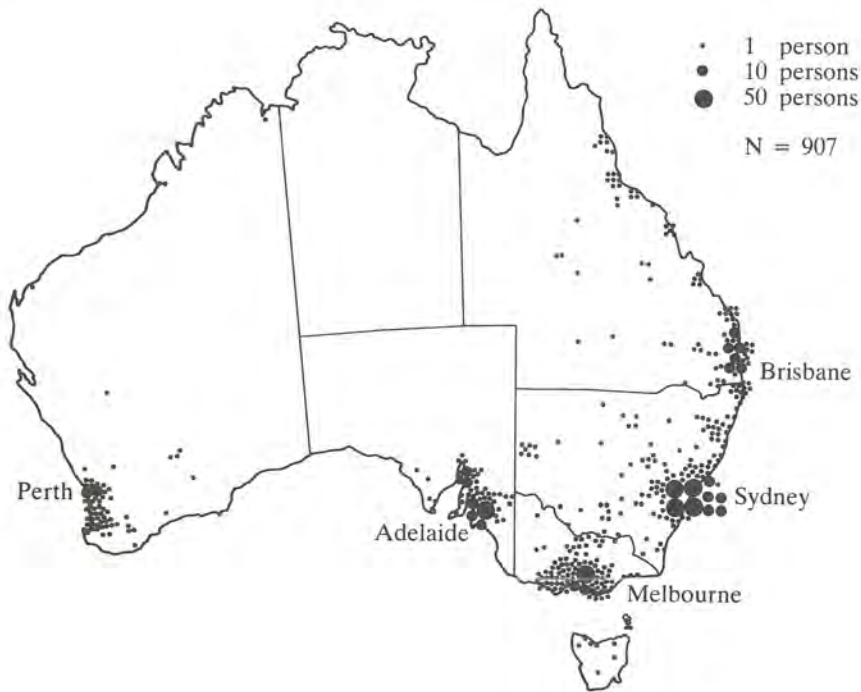 1 person
10 persons
50 persons
N = 907
Brisbane
Perth
Sydney
Adelaide
Melbourne